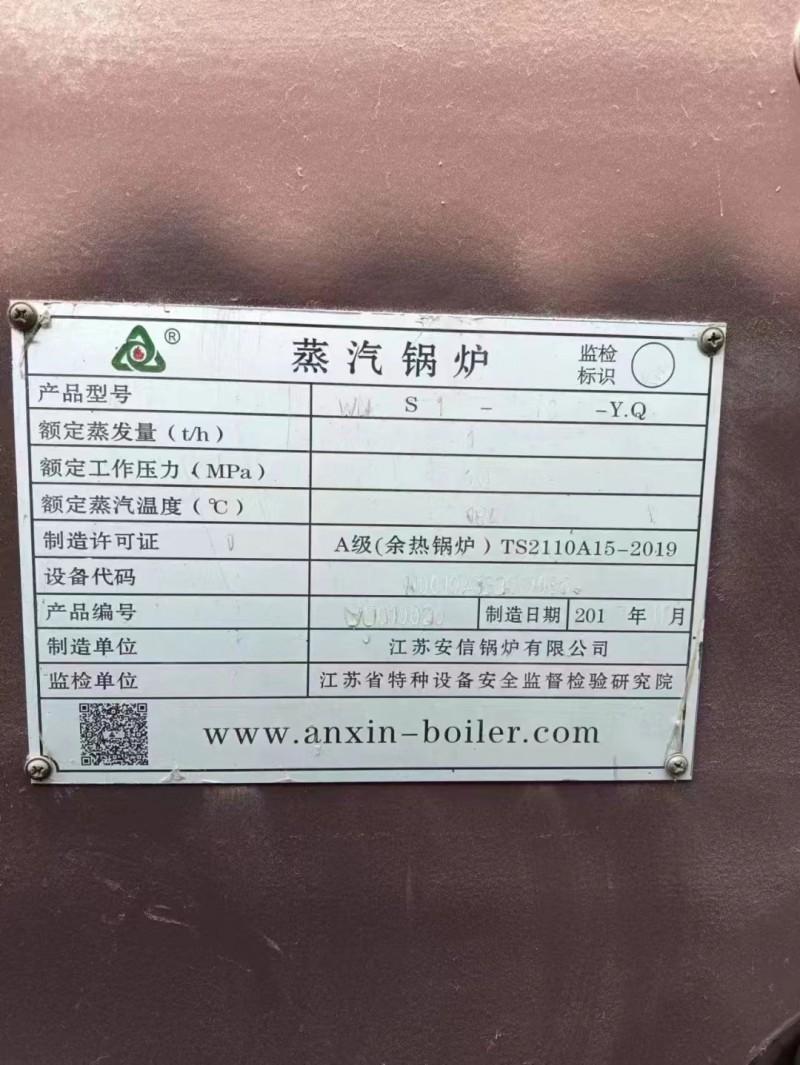 ® 蒸汽锅炉 监检标识
产品型号 S -Y.Q
额定蒸发量(t/h)
额定工作压力(MPa)
额定蒸汽温度(℃)
制造许可证 A级(余热锅炉)TS2110A15-2019
设备代码
产品编号 制造日期 201 年 月
制造单位 江苏安信锅炉有限公司
监检单位 江苏省特种设备安全监督检验研究院
www.anxin-boiler.com